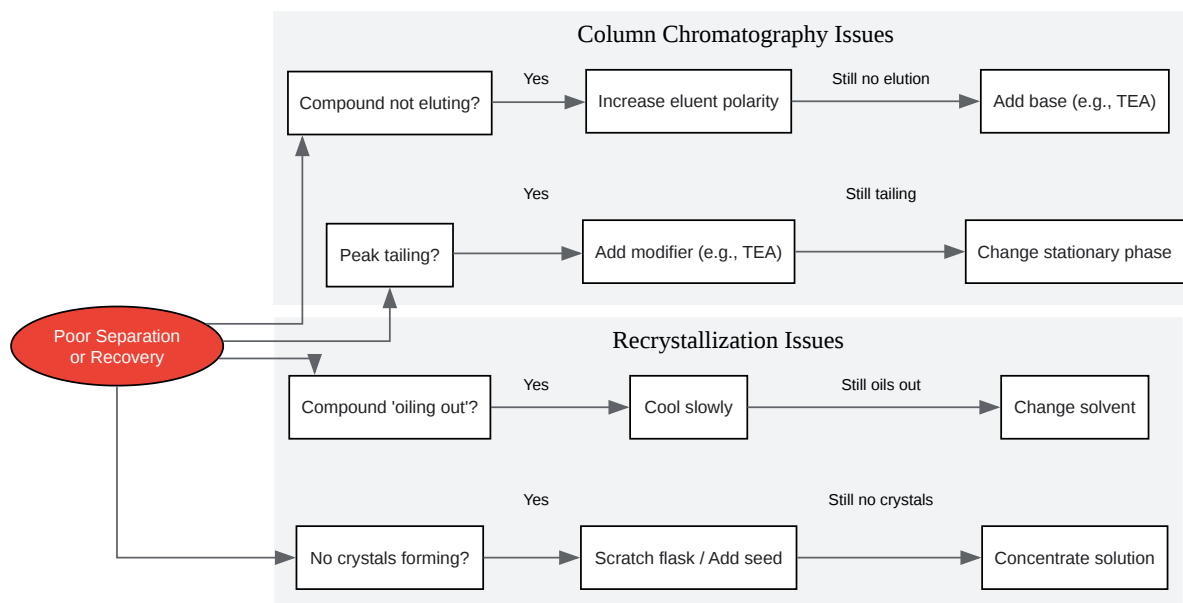 Column Chromatography Issues
Compound not eluting?
Yes
Increase eluent polarity
Still no elution
Add base (e.g., TEA)
Peak tailing?
Yes
Add modifier (e.g., TEA)
Still tailing
Change stationary phase
Poor Separation
or Recovery
Recrystallization Issues
Compound 'oiling out'?
Yes
Cool slowly
Still oils out
Change solvent
No crystals forming?
Yes
Scratch flask / Add seed
Still no crystals
Concentrate solution